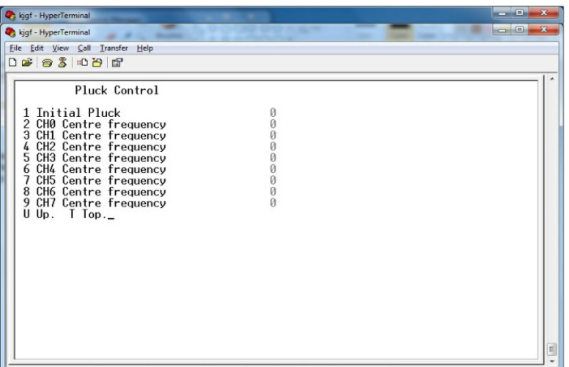 kjgf - HyperTerminal
kjgf - HyperTerminal
File Edit View Call Transfer Help
Pluck Control
1 Initial Pluck 0
2 CH0 Centre frequency 0
3 CH1 Centre frequency 0
4 CH2 Centre frequency 0
5 CH3 Centre frequency 0
6 CH4 Centre frequency 0
7 CH5 Centre frequency 0
8 CH6 Centre frequency 0
9 CH7 Centre frequency 0
U Up. T Top._